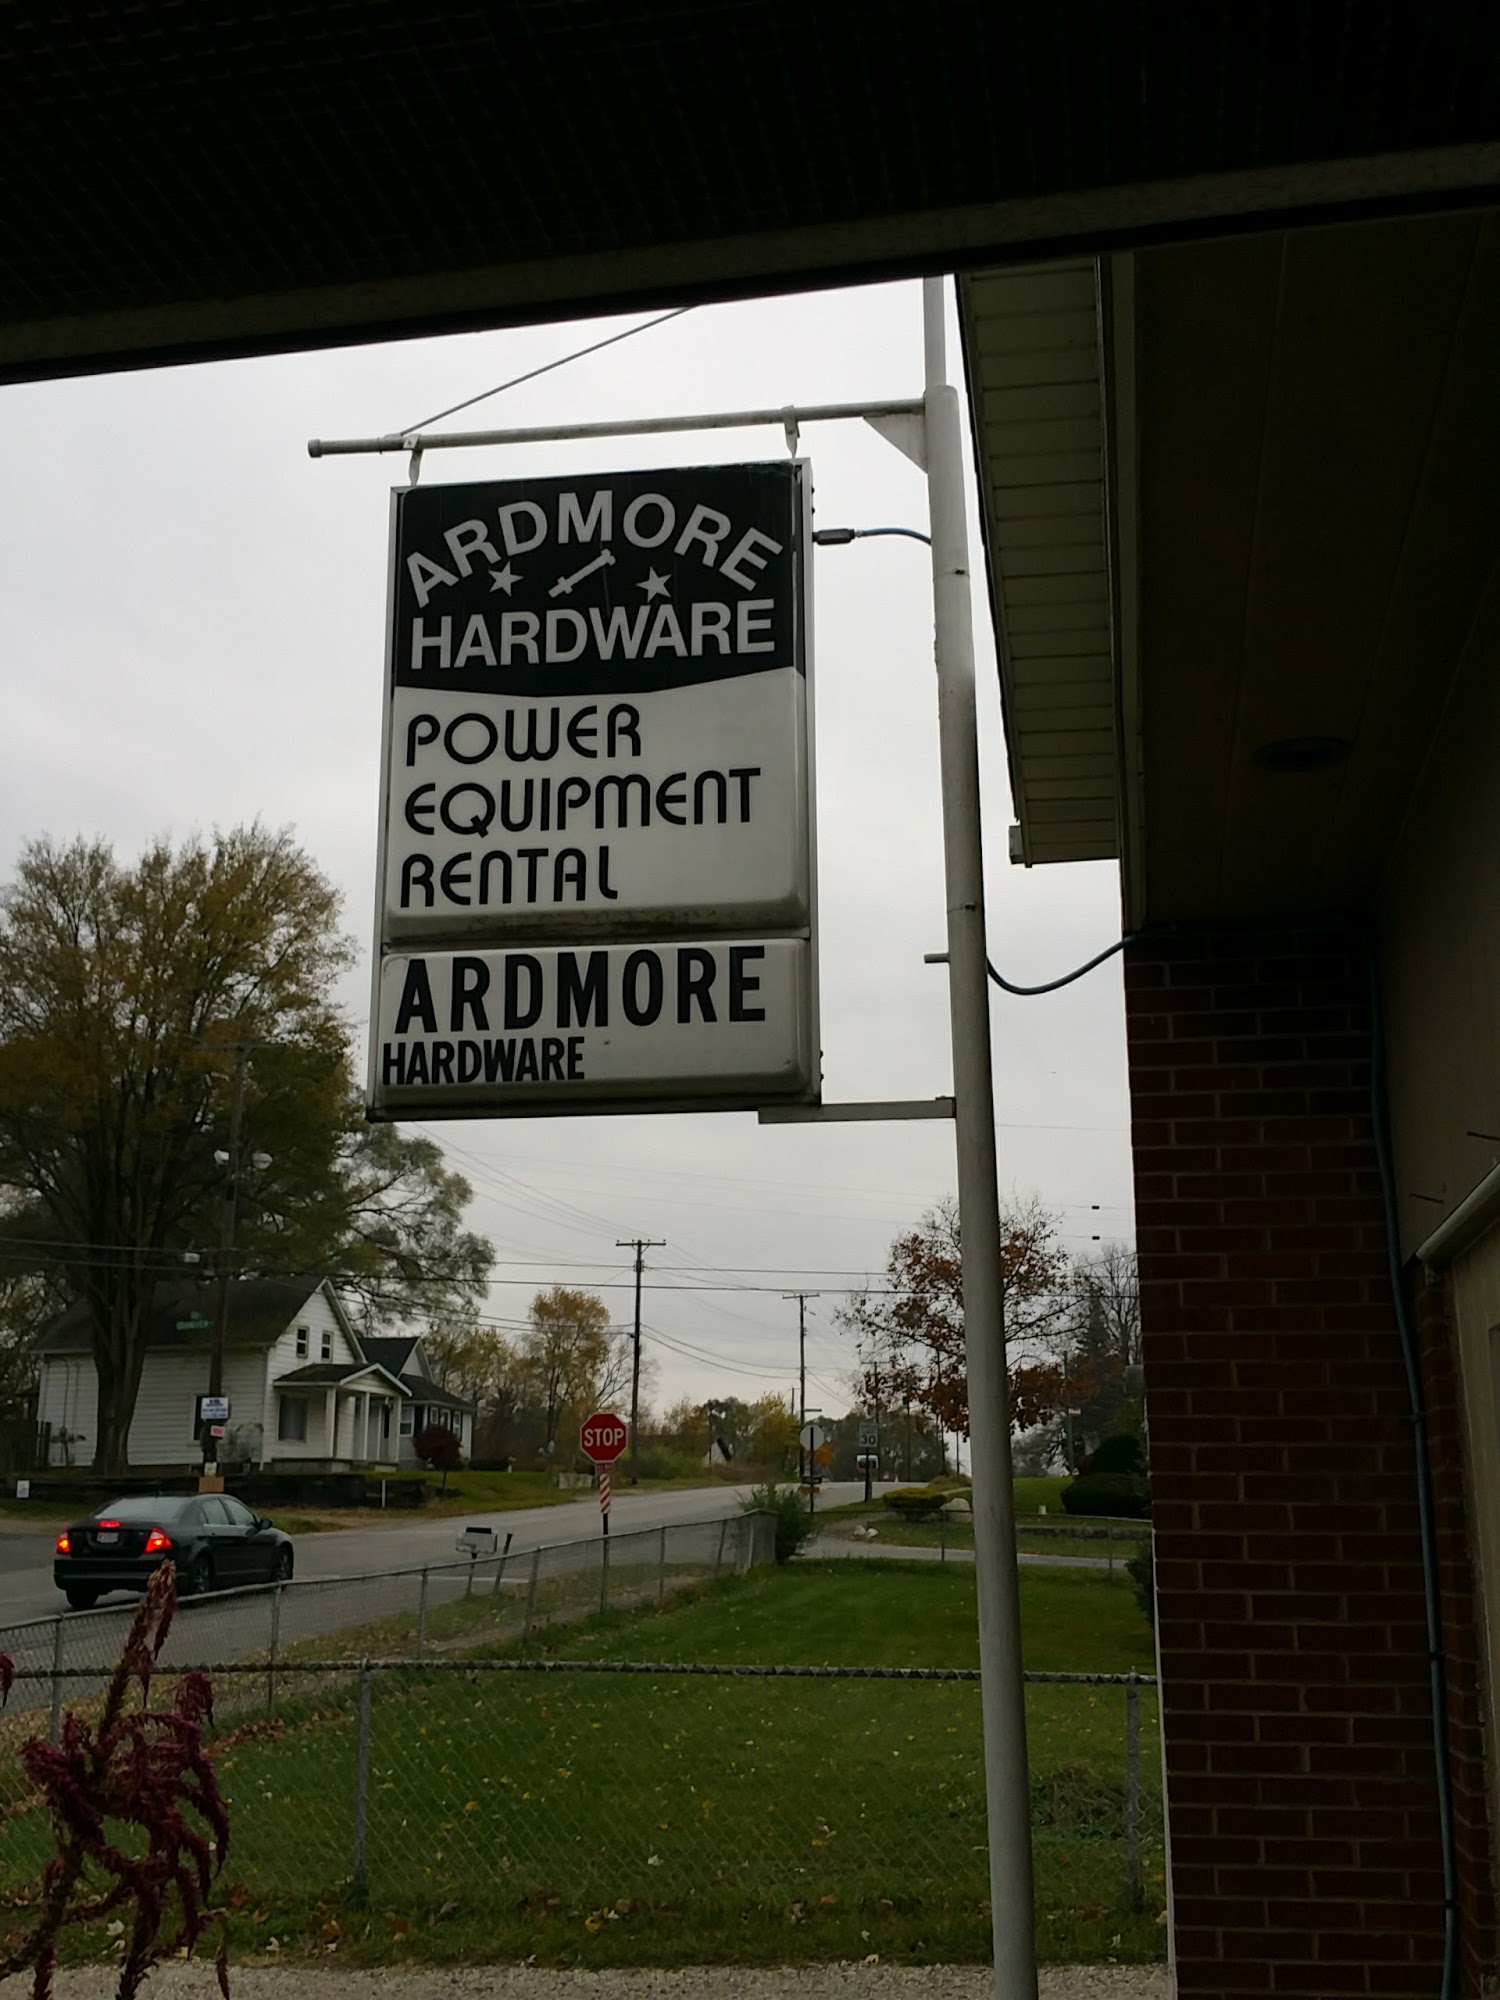 ARDMORE
HARDWARE
POWER
EQUIPMENT
RENTAL
ARDMORE
HARDWARE
STOP
30